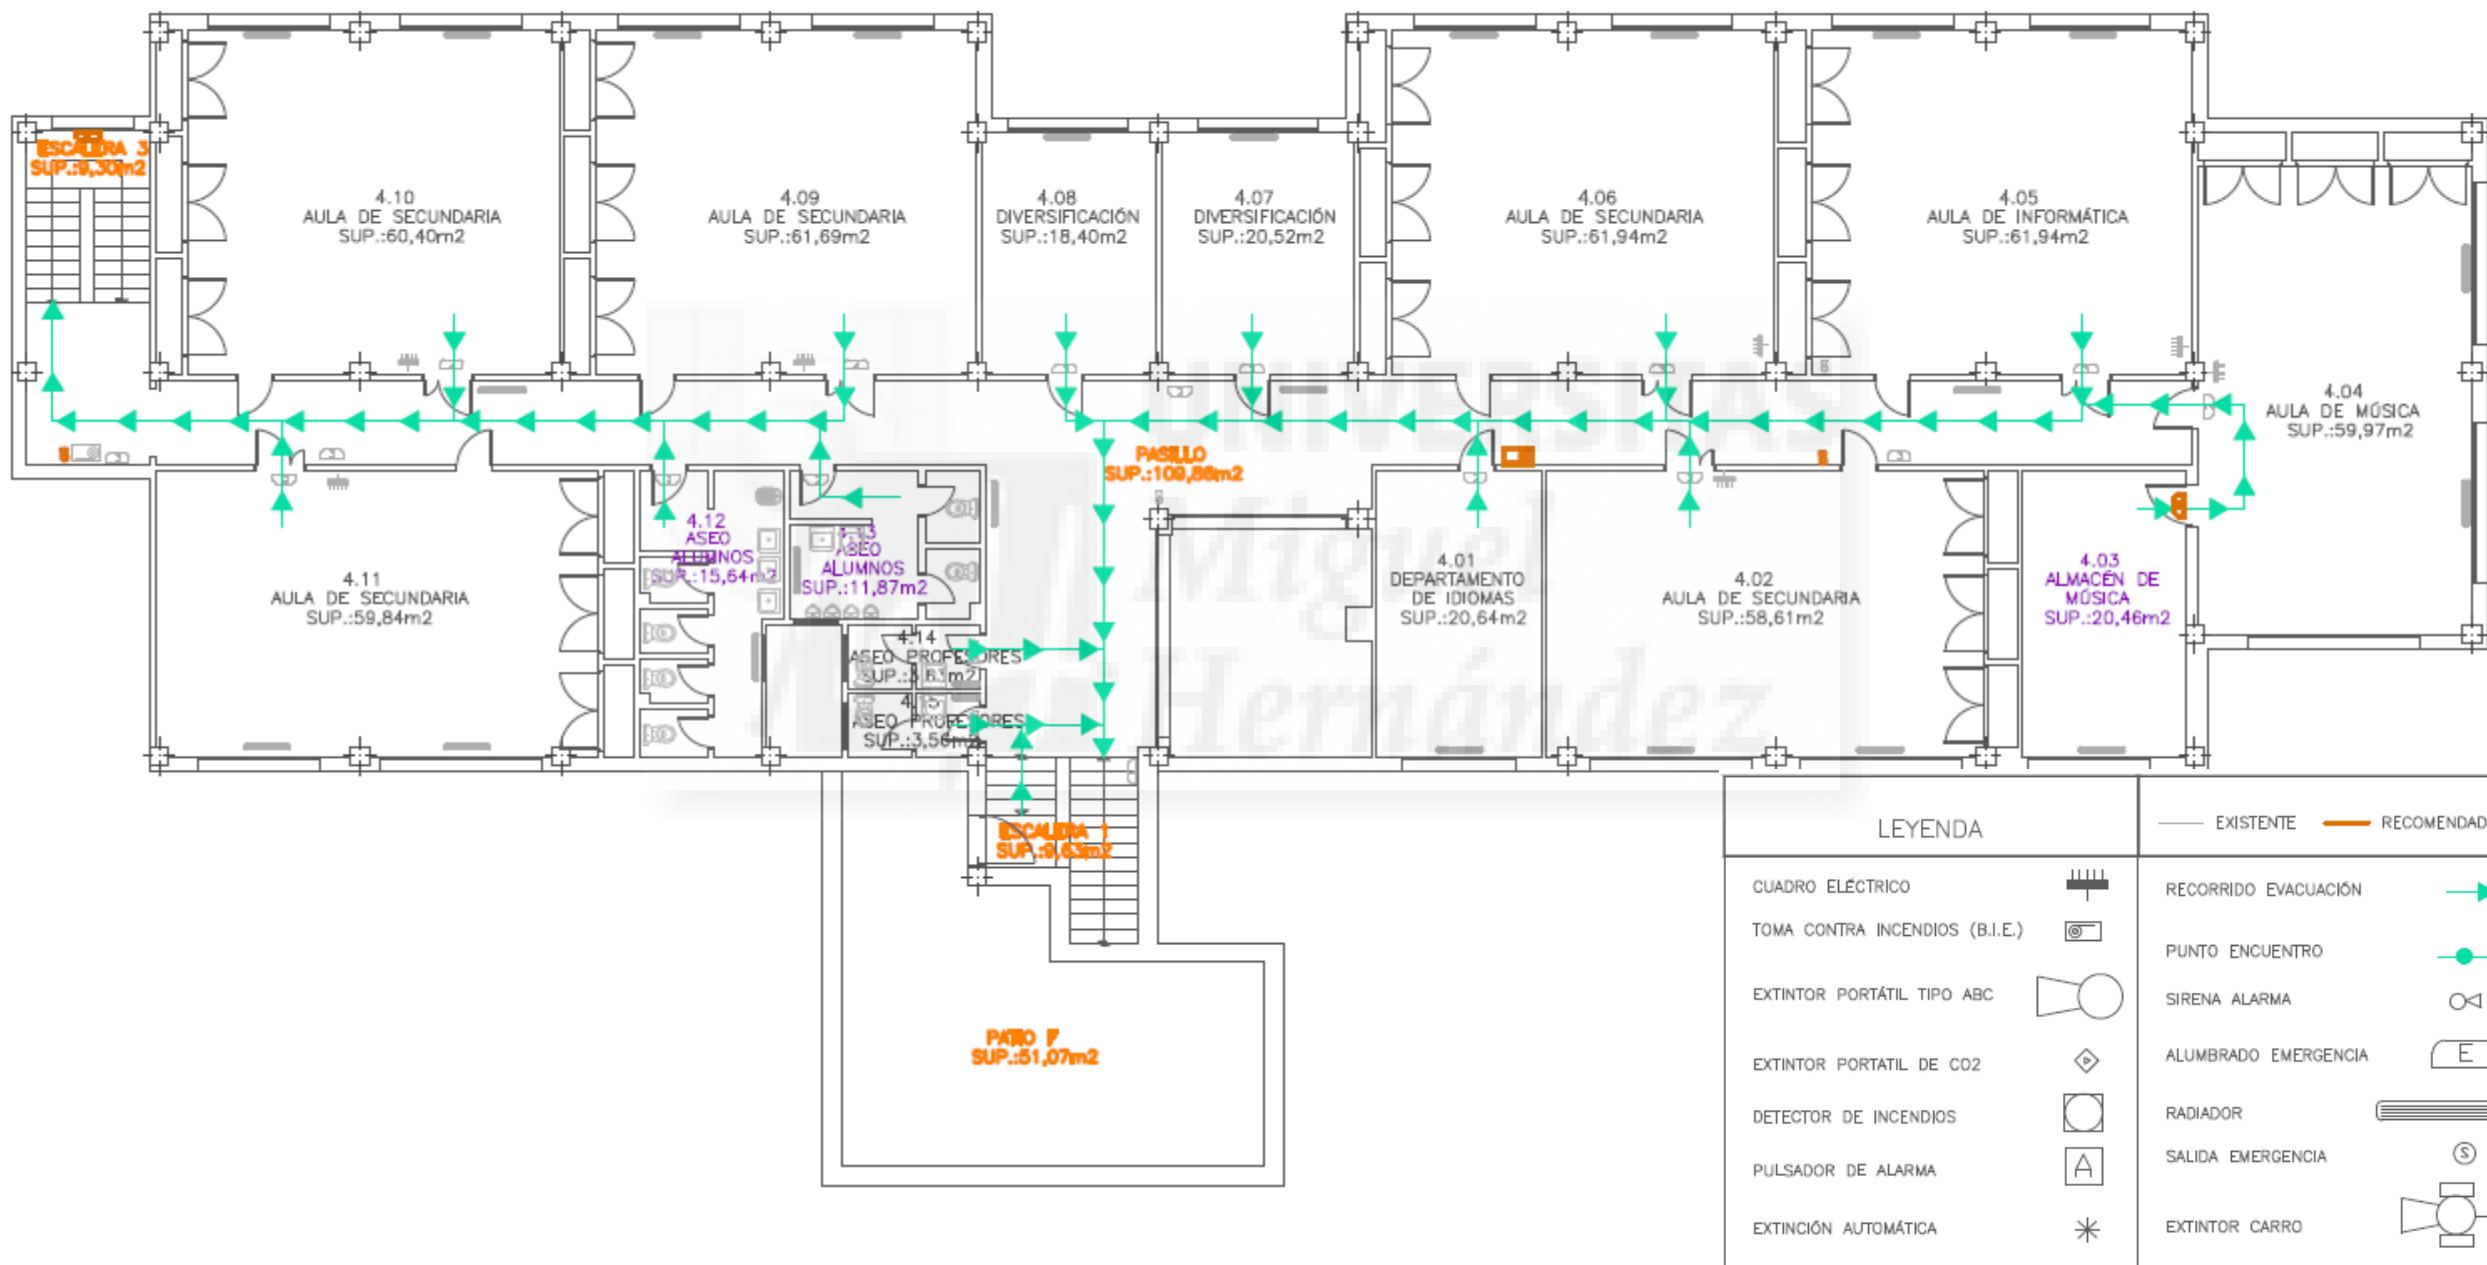 ESCALERA 3
SUP.:9,30m2
4.10
AULA DE SECUNDARIA
SUP.:60,40m2
4.09
AULA DE SECUNDARIA
SUP.:61,69m2
4.08
DIVERSIFICACIÓN
SUP.:18,40m2
4.07
DIVERSIFICACIÓN
SUP.:20,52m2
4.06
AULA DE SECUNDARIA
SUP.:61,94m2
4.05
AULA DE INFORMÁTICA
SUP.:61,94m2
4.04
AULA DE MÚSICA
SUP.:59,97m2
UNIVERSITAS
Miguel
Hernández
PASILLO
SUP.:109,86m2
4.11
AULA DE SECUNDARIA
SUP.:59,84m2
4.12
ASEO
ALUMNOS
SUP.:15,64m2
4.13
ASEO
ALUMNOS
SUP.:11,87m2
4.14
ASEO PROFESORES
SUP.:3,63m2
4.15
ASEO PROFESORES
SUP.:3,56m2
4.01
DEPARTAMENTO
DE IDIOMAS
SUP.:20,64m2
4.02
AULA DE SECUNDARIA
SUP.:58,61m2
4.03
ALMACÉN DE
MÚSICA
SUP.:20,46m2
ESCALERA 1
SUP.:9,63m2
PATIO F
SUP.:51,07m2
LEYENDA
EXISTENTE
RECOMENDAD
CUADRO ELÉCTRICO
TOMA CONTRA INCENDIOS (B.I.E.)
EXTINTOR PORTÁTIL TIPO ABC
EXTINTOR PORTATIL DE CO2
DETECTOR DE INCENDIOS
PULSADOR DE ALARMA
A
EXTINCIÓN AUTOMÁTICA
RECORRIDO EVACUACIÓN
PUNTO ENCUENTRO
SIRENA ALARMA
ALUMBRADO EMERGENCIA
E
RADIADOR
SALIDA EMERGENCIA
S
EXTINTOR CARRO